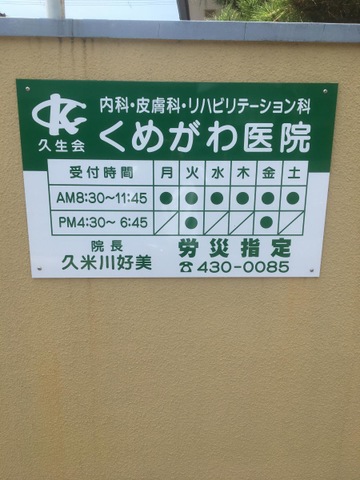 内科・皮膚科・リハビリテーション科
久生会
くめがわ医院
受付時間 月 火 水 木 金 土
AM8:30~11:45 ● ● ● ● ● ●
PM4:30~6:45 / ● / / ● /
院長 労災指定
久米川好美 ☎430-0085